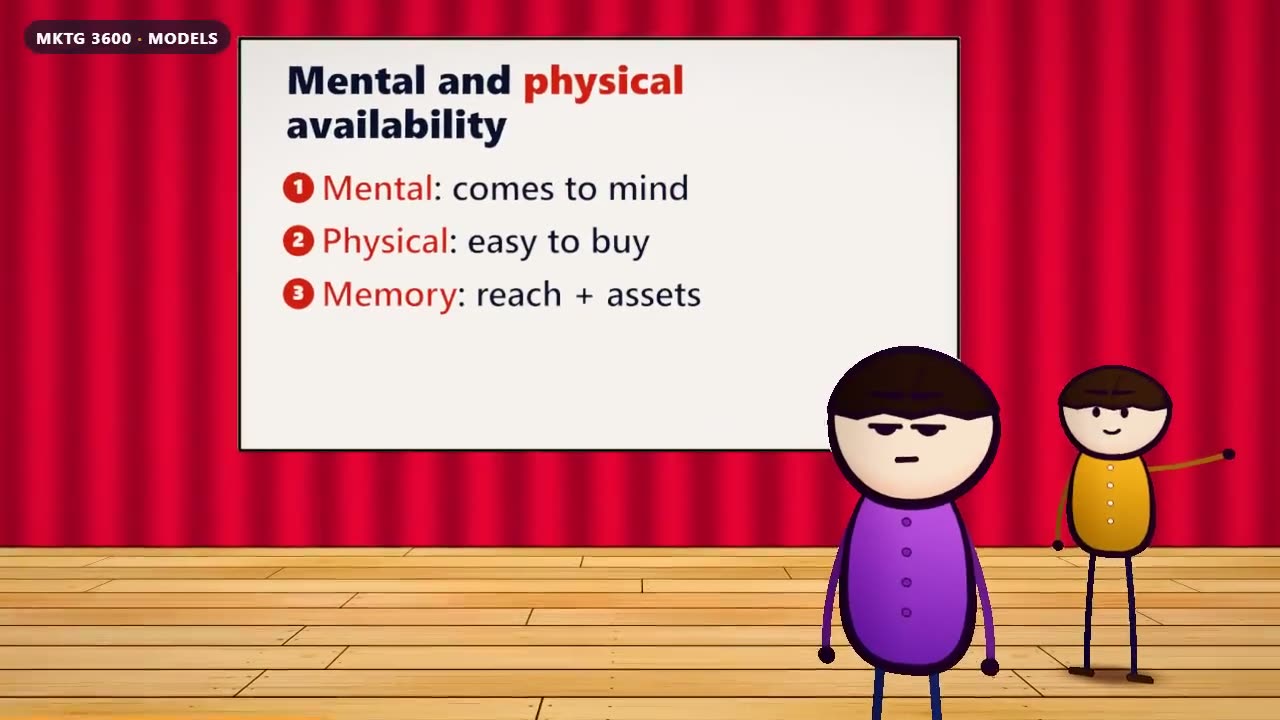 MKTG 3600 · MODELS
Mental and physical
availability
1 Mental: comes to mind
2 Physical: easy to buy
3 Memory: reach + assets